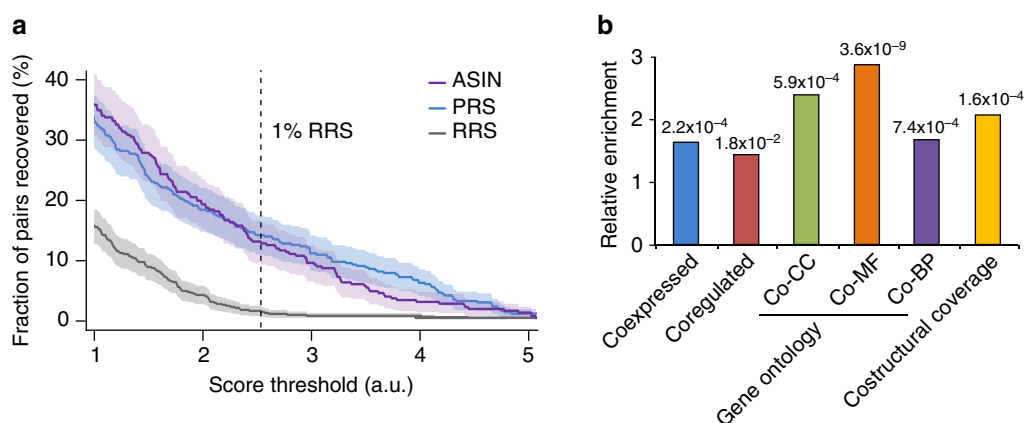 a
Fraction of pairs recovered (%)
40
30
20
10
0
1
2
3
4
5
Score threshold (a.u.)
1% RRS
ASIN
PRS
RRS
b
Relative enrichment
3
2
1
0
2.2x10⁻⁴
1.8x10⁻²
5.9x10⁻⁴
3.6x10⁻⁹
7.4x10⁻⁴
1.6x10⁻⁴
Coexpressed
Coregulated
Co-CC
Co-MF
Co-BP
Costructural coverage
Gene ontology